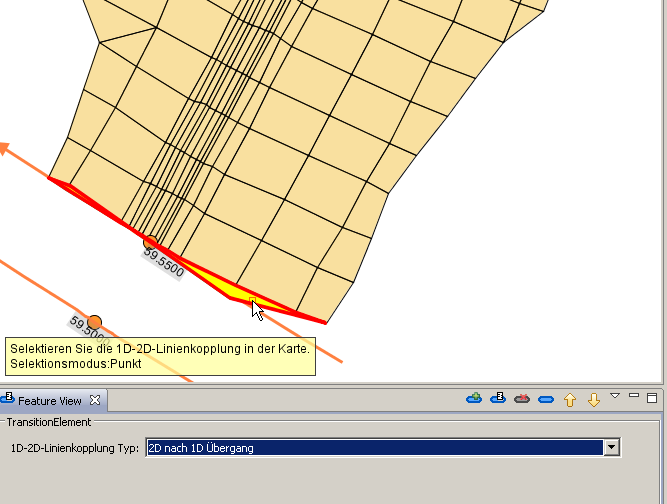 59.5500
59.5000
Selektieren Sie die 1D-2D-Linienkopplung in der Karte.
Selektionsmodus:Punkt
Feature View
TransitionElement
1D-2D-Linienkopplung Typ: 2D nach 1D Übergang